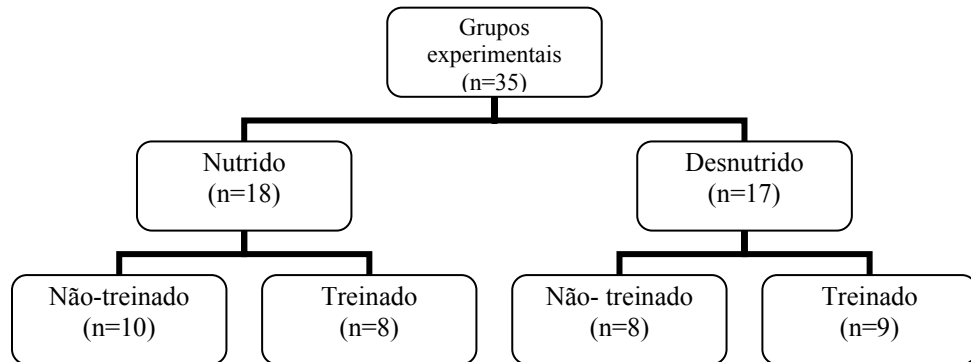 Grupos
experimentais
(n=35)
Nutrido
(n=18)
Desnutrido
(n=17)
Não-treinado
(n=10)
Treinado
(n=8)
Não- treinado
(n=8)
Treinado
(n=9)